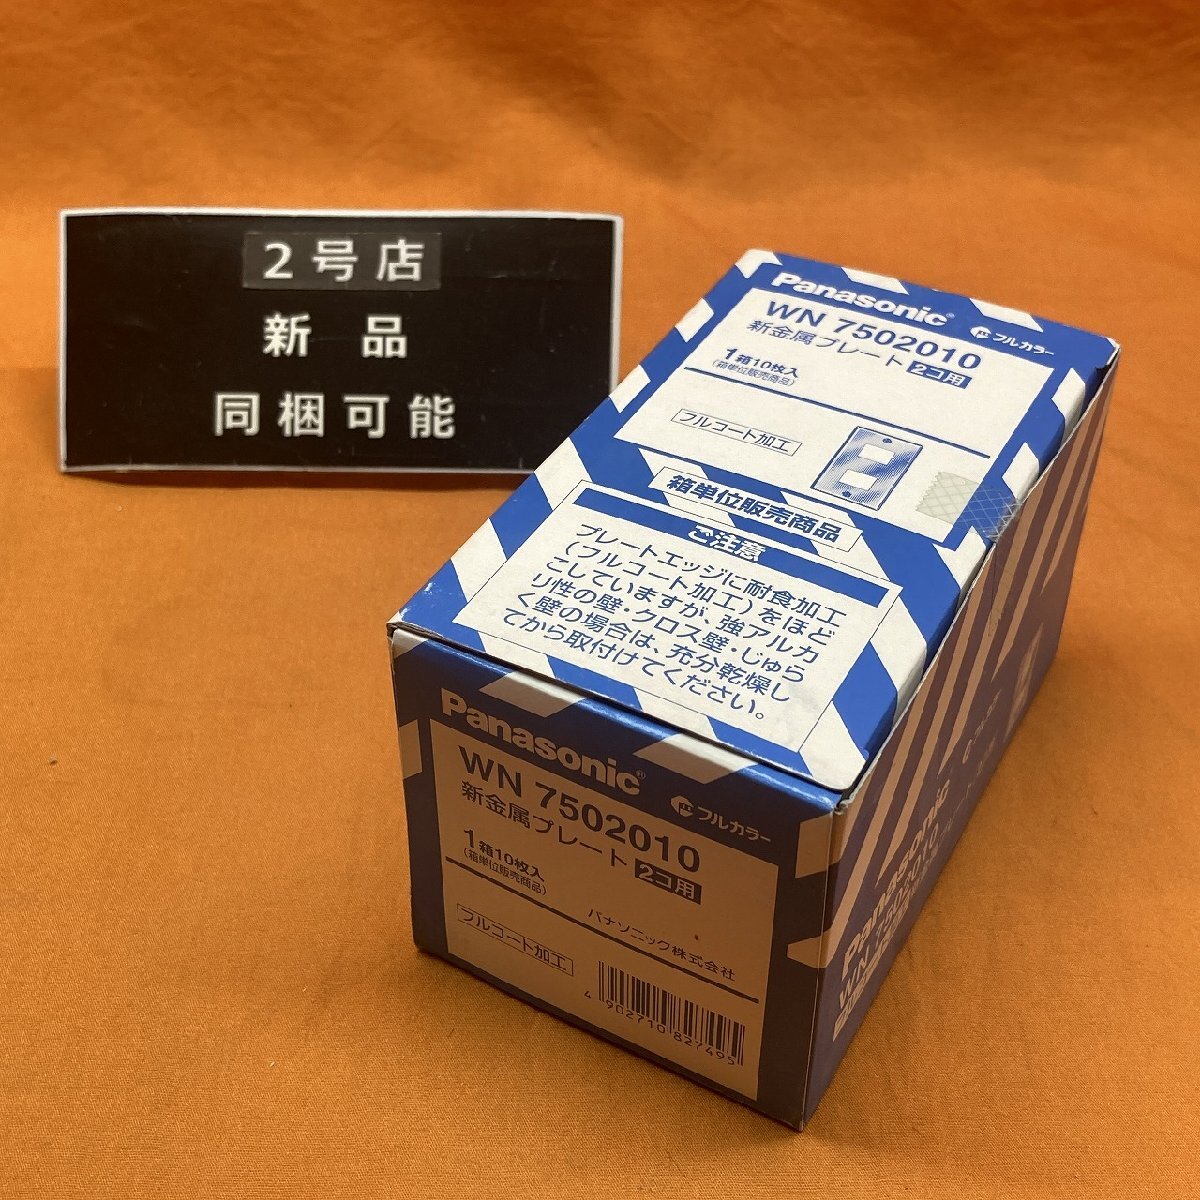 2号店
新品
同梱可能
Panasonic®
フルカラー
WN 7502010
新金属プレート 2コ用
1箱10枚入
(箱単位販売商品)
フルコート加工
箱単位販売商品
ご注意
プレートエッジに耐食加工
(フルコート加工)をほど
こしていますが、強アルカ
リ性の壁・クロス壁・じゅら
く壁の場合は、充分乾燥し
てから取付けてください。
Panasonic®
フルカラー
WN 7502010
新金属プレート 2コ用
1箱10枚入
(箱単位販売商品)
パナソニック株式会社
フルコート加工
4 902710 827495
Panasonic
WN 7502010